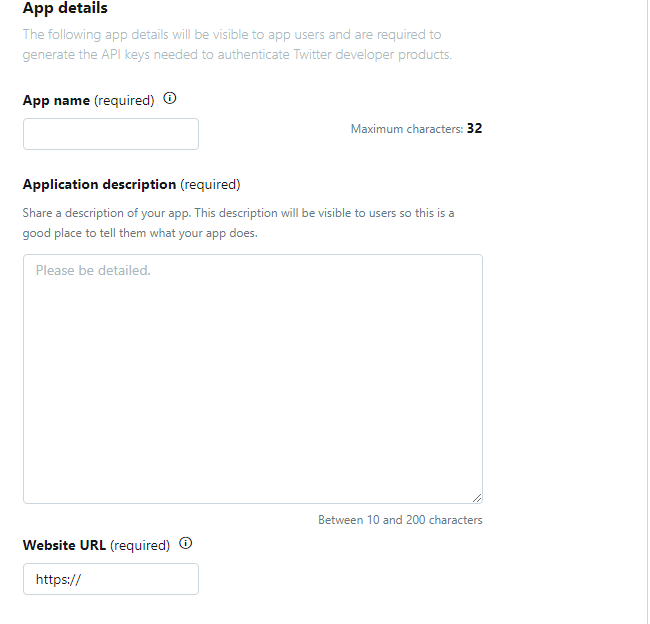 App details
The following app details will be visible to app users and are required to
generate the API keys needed to authenticate Twitter developer products.
App name (required)
Maximum characters: 32
Application description (required)
Share a description of your app. This description will be visible to users so this is a
good place to tell them what your app does.
Please be detailed.
Between 10 and 200 characters
Website URL (required)
https://